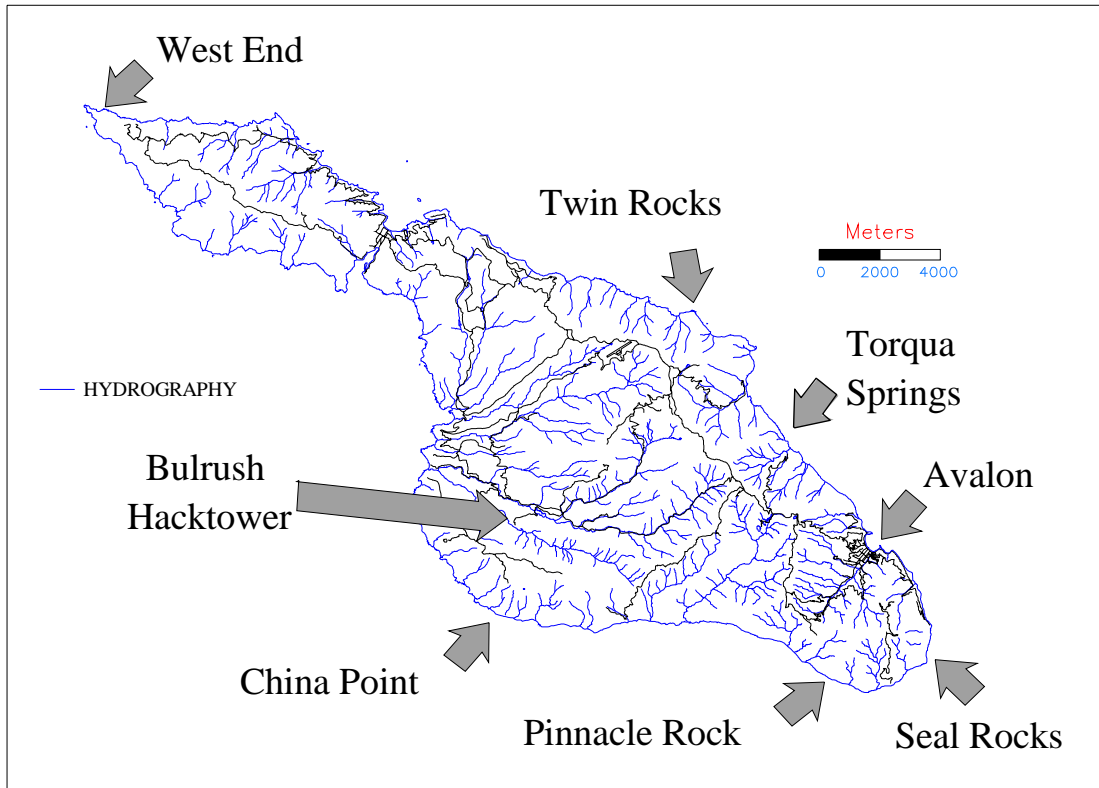 West End
Twin Rocks
Meters
0 2000 4000
Torqua
Springs
HYDROGRAPHY
Bulrush
Hacktower
Avalon
China Point
Pinnacle Rock
Seal Rocks